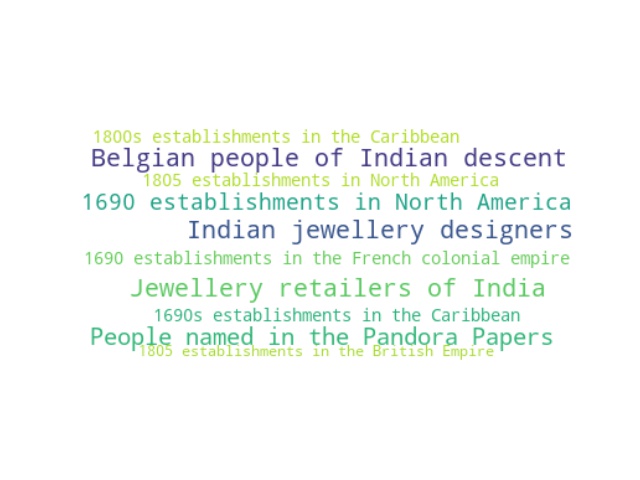 1800s establishments in the Caribbean
Belgian people of Indian descent
1805 establishments in North America
1690 establishments in North America
Indian jewellery designers
1690 establishments in the French colonial empire
Jewellery retailers of India
1690s establishments in the Caribbean
People named in the Pandora Papers
1805 establishments in the British Empire